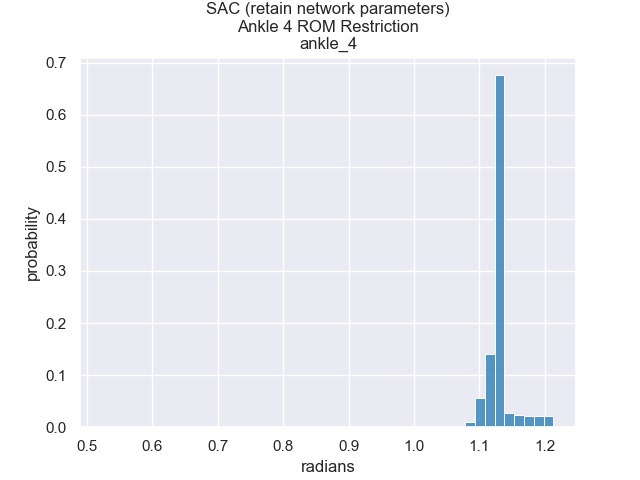 SAC (retain network parameters)
Ankle 4 ROM Restriction
ankle_4
0.7
0.6
0.5
0.4
0.3
0.2
0.1
0.0
probability
0.5 0.6 0.7 0.8 0.9 1.0 1.1 1.2
radians